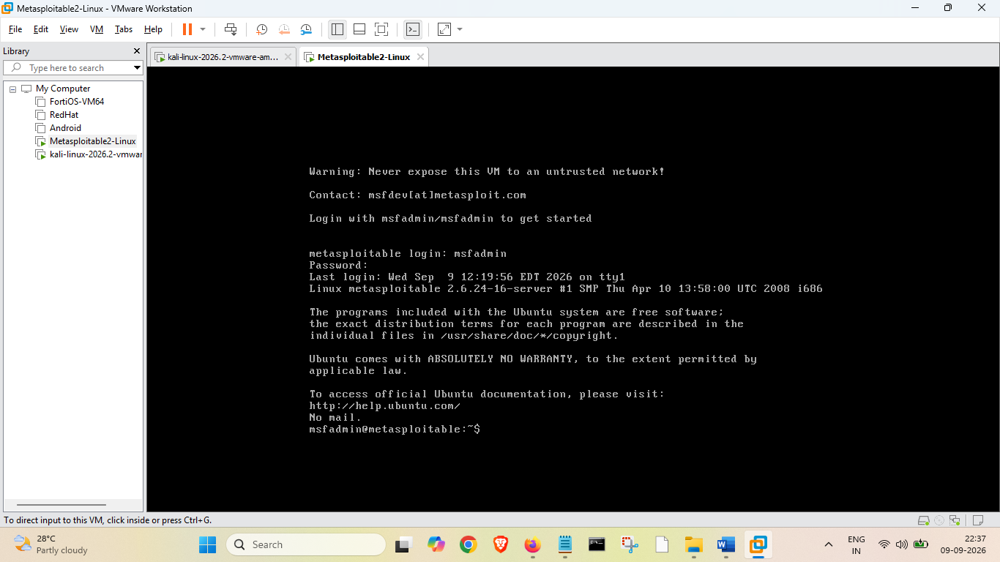 Metasploitable2-Linux - VMware Workstation
File Edit View VM Tabs Help
Library
Type here to search
My Computer
FortiOS-VM64
RedHat
Android
Metasploitable2-Linux
kali-linux-2026.2-vmwar
kali-linux-2026.2-vmware-am...
Metasploitable2-Linux
Warning: Never expose this VM to an untrusted network!
Contact: msfdev[at]metasploit.com
Login with msfadmin/msfadmin to get started
metasploitable login: msfadmin
Password:
Last login: Wed Sep  9 12:19:56 EDT 2026 on tty1
Linux metasploitable 2.6.24-16-server #1 SMP Thu Apr 10 13:58:00 UTC 2008 i686
The programs included with the Ubuntu system are free software;
the exact distribution terms for each program are described in the
individual files in /usr/share/doc/*/copyright.
Ubuntu comes with ABSOLUTELY NO WARRANTY, to the extent permitted by
applicable law.
To access official Ubuntu documentation, please visit:
http://help.ubuntu.com/
No mail.
msfadmin@metasploitable:~$
To direct input to this VM, click inside or press Ctrl+G.
28°C
Partly cloudy
Search
ENG
IN
22:37
09-09-2026